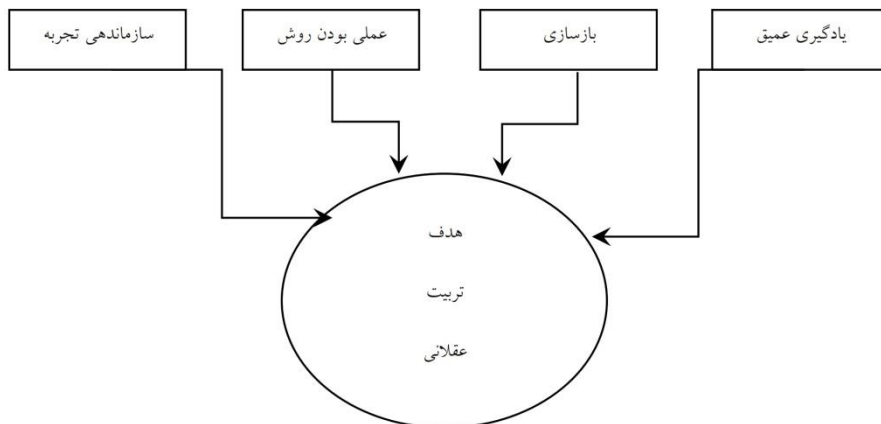 یادگیری عمیق
بازسازی
عملی بودن روش
سازماندهی تجربه
هدف
تربیت
عقلانی